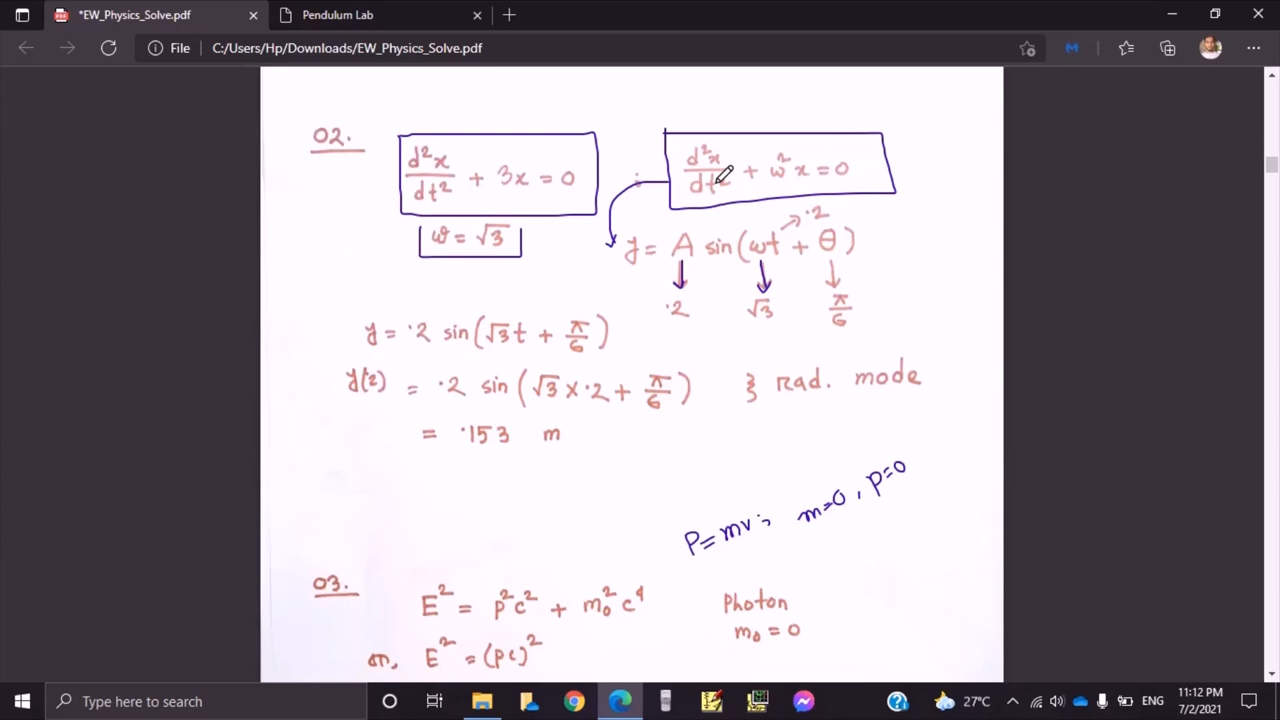 *EW_Physics_Solve.pdf
Pendulum Lab
File C:/Users/Hp/Downloads/EW_Physics_Solve.pdf
02. d²x/dt² + 3x = 0 d²x/dt² + ω²x = 0
ω = √3
y = A sin(ωt + θ) → ·2
·2 √3 π/6
y = ·2 sin(√3t + π/6)
y(2) = ·2 sin(√3 x ·2 + π/6) } rad. mode
= ·153 m
P = mv; m=0, p=0
03. E² = p²c² + m₀²c⁴ Photon
m₀ = 0
or, E² = (pc)²
Type here to search
27°C
ENG
11:12 PM
7/2/2021